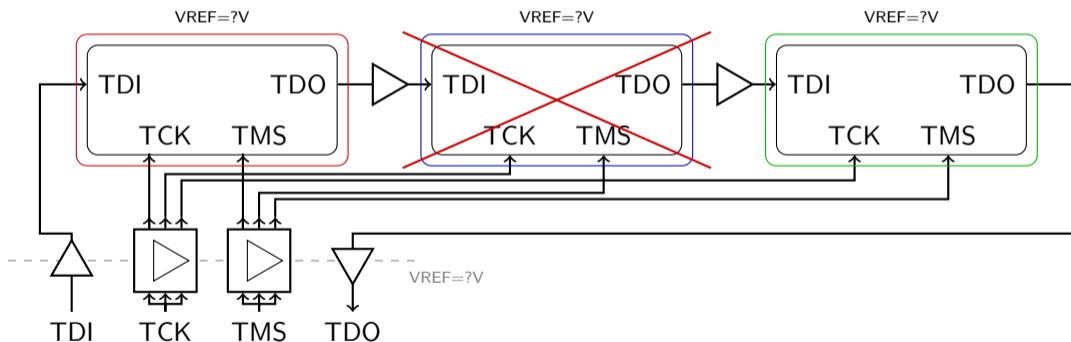 VREF=?V VREF=?V VREF=?V
TDI TDO TDI TDO TDI TDO
TCK TMS TCK TMS TCK TMS
VREF=?V
TDI TCK TMS TDO